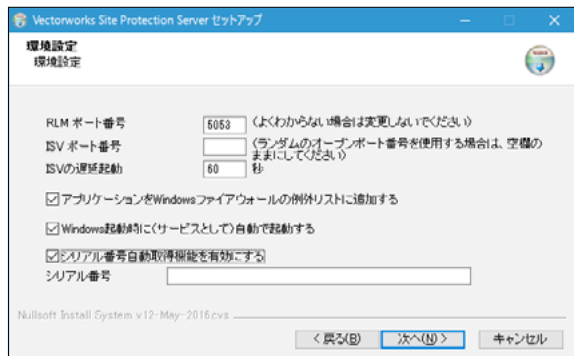 Vectorworks Site Protection Server セットアップ
環境設定
環境設定
RLM ポート番号 5053 (よくわからない場合は変更しないでください)
ISV ポート番号 (ランダムのオープンポート番号を使用する場合は、空欄の
ままにしてください)
ISVの遅延起動 60 秒
アプリケーションをWindowsファイアウォールの例外リストに追加する
Windows起動時に(サービスとして)自動で起動する
シリアル番号自動取得機能を有効にする
シリアル番号
Nullsoft Install System v12-May-2016.cvs
< 戻る(B) 次へ(N) > キャンセル